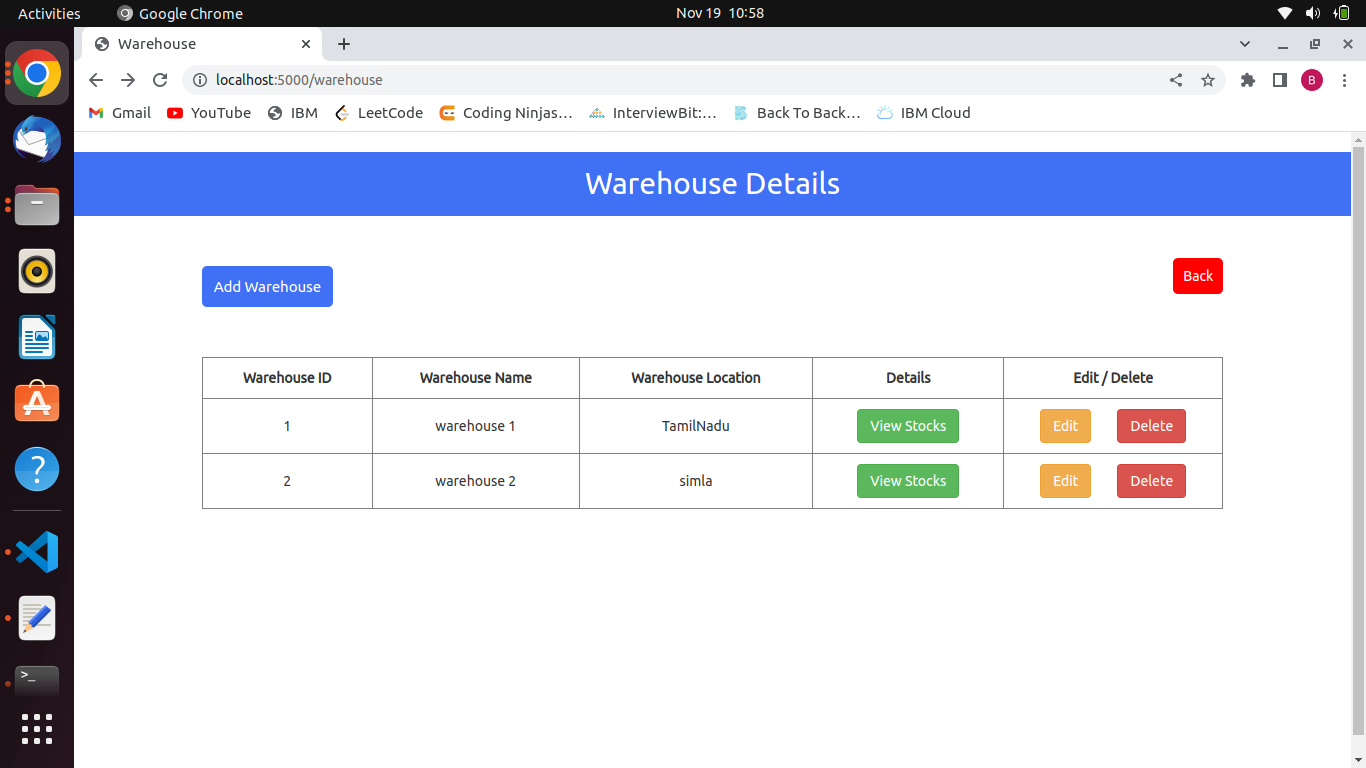 Activities Google Chrome Nov 19 10:58
Warehouse
localhost:5000/warehouse B
Gmail YouTube IBM LeetCode Coding Ninjas… InterviewBit:… Back To Back… IBM Cloud
Warehouse Details
Add Warehouse Back
Warehouse ID Warehouse Name Warehouse Location Details Edit / Delete
1 warehouse 1 TamilNadu View Stocks Edit Delete
2 warehouse 2 simla View Stocks Edit Delete